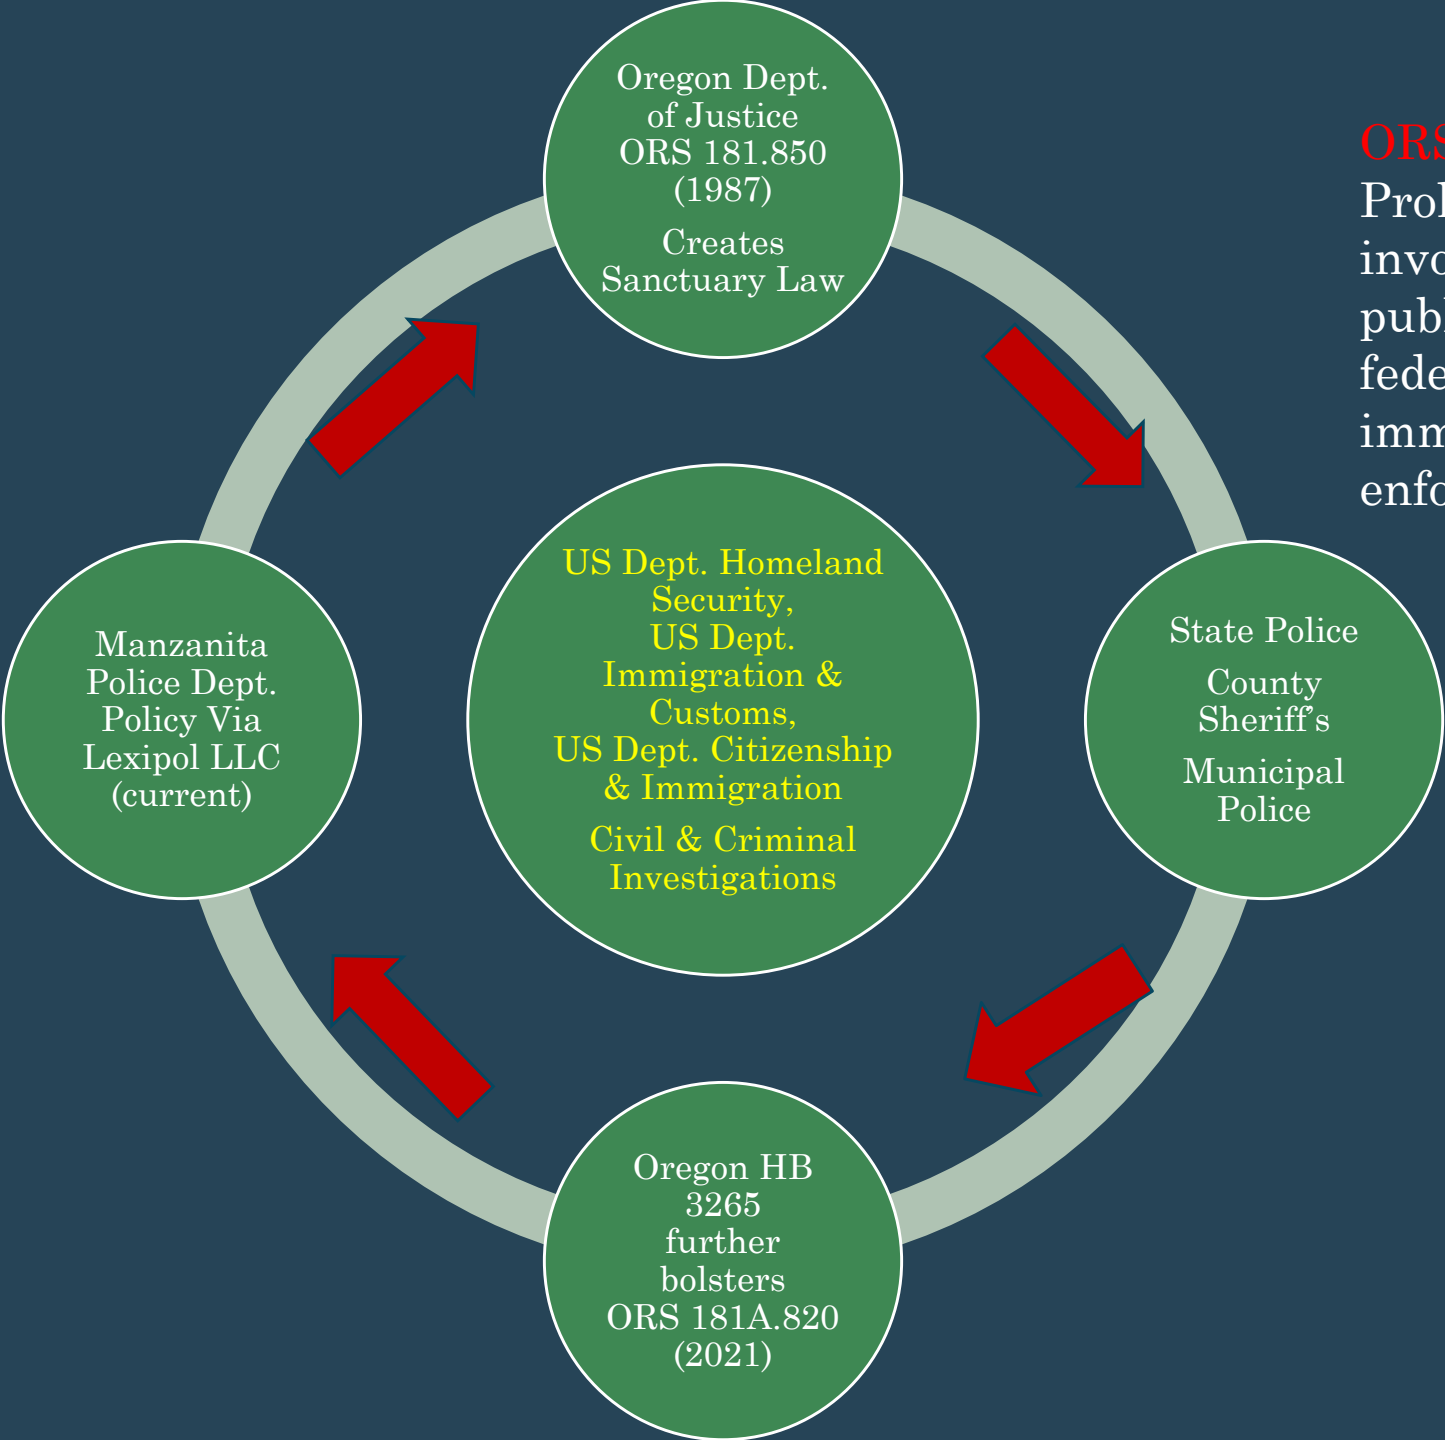 Oregon Dept.
of Justice
ORS 181.850
(1987)
Creates
Sanctuary Law
State Police
County
Sheriff's
Municipal
Police
Oregon HB
3265
further
bolsters
ORS 181A.820
(2021)
Manzanita
Police Dept.
Policy Via
Lexipol LLC
(current)
US Dept. Homeland
Security,
US Dept.
Immigration &
Customs,
US Dept. Citizenship
& Immigration
Civil & Criminal
Investigations